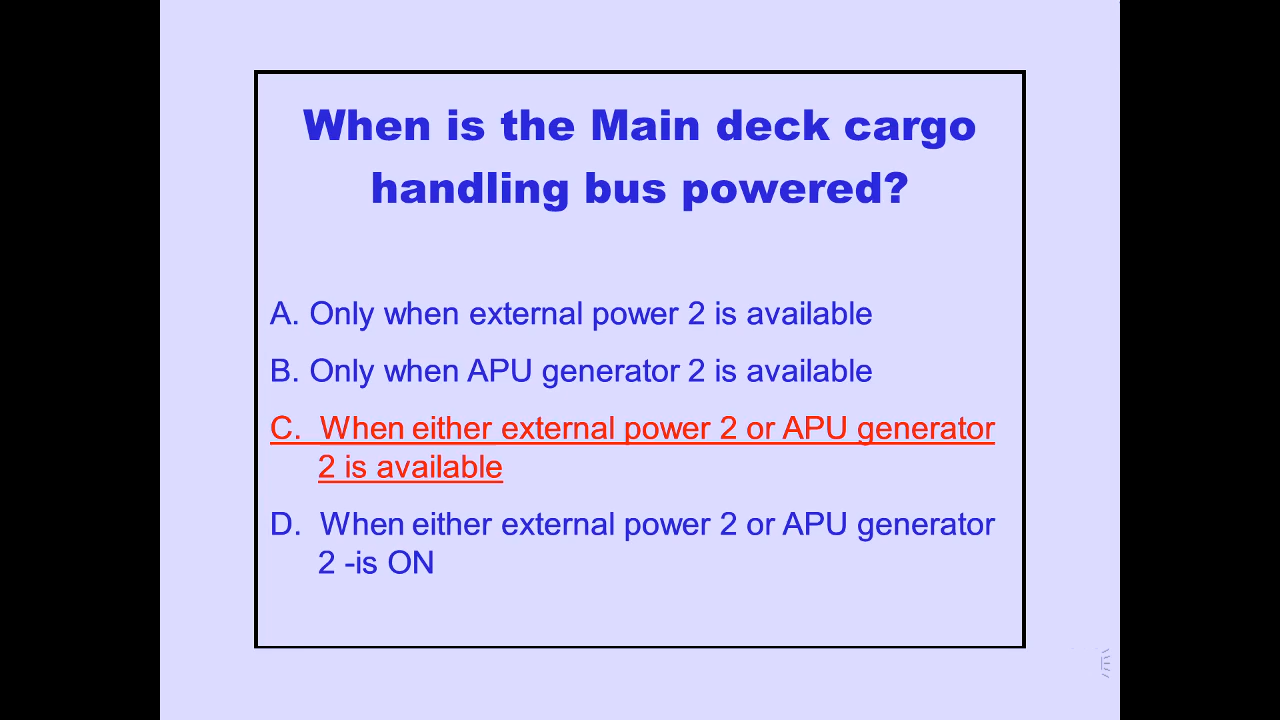 When is the Main deck cargo
handling bus powered?
A. Only when external power 2 is available
B. Only when APU generator 2 is available
C. When either external power 2 or APU generator
2 is available
D. When either external power 2 or APU generator
2 -is ON